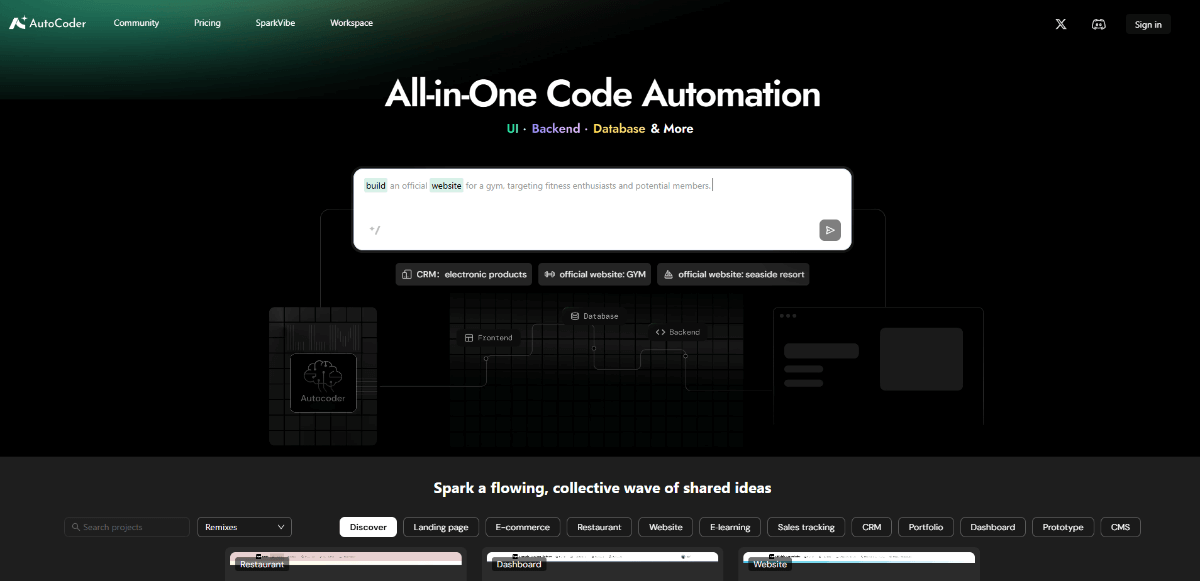 AutoCoder Community Pricing SparkVibe Workspace Sign in
All-in-One Code Automation
UI · Backend · Database & More
build an official website for a gym, targeting fitness enthusiasts and potential members.
*/
CRM: electronic products official website: GYM official website: seaside resort
Database
Frontend
Backend
Autocoder
Spark a flowing, collective wave of shared ideas
Search projects Remixes Discover Landing page E-commerce Restaurant Website E-learning Sales tracking CRM Portfolio Dashboard Prototype CMS
Restaurant Dashboard Website